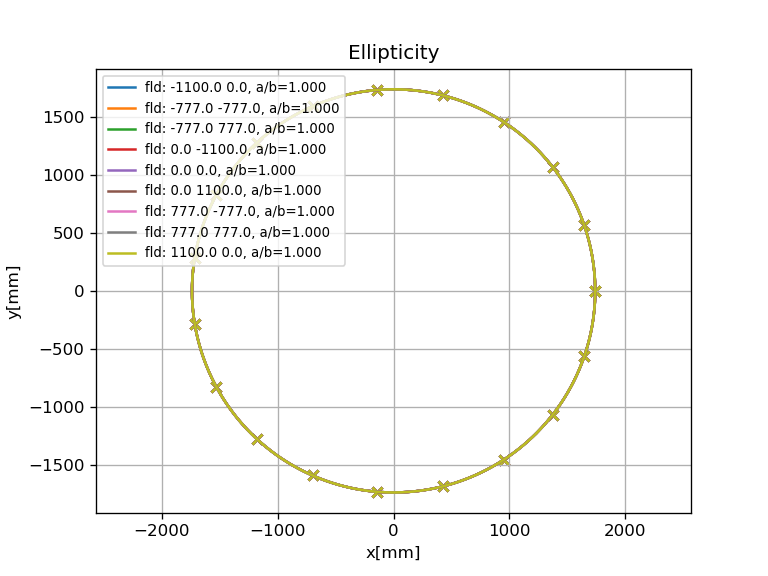 Ellipticity
fld: -1100.0 0.0, a/b=1.000
fld: -777.0 -777.0, a/b=1.000
fld: -777.0 777.0, a/b=1.000
fld: 0.0 -1100.0, a/b=1.000
fld: 0.0 0.0, a/b=1.000
fld: 0.0 1100.0, a/b=1.000
fld: 777.0 -777.0, a/b=1.000
fld: 777.0 777.0, a/b=1.000
fld: 1100.0 0.0, a/b=1.000
1500
1000
500
0
−500
−1000
−1500
y[mm]
−2000 −1000 0 1000 2000
x[mm]